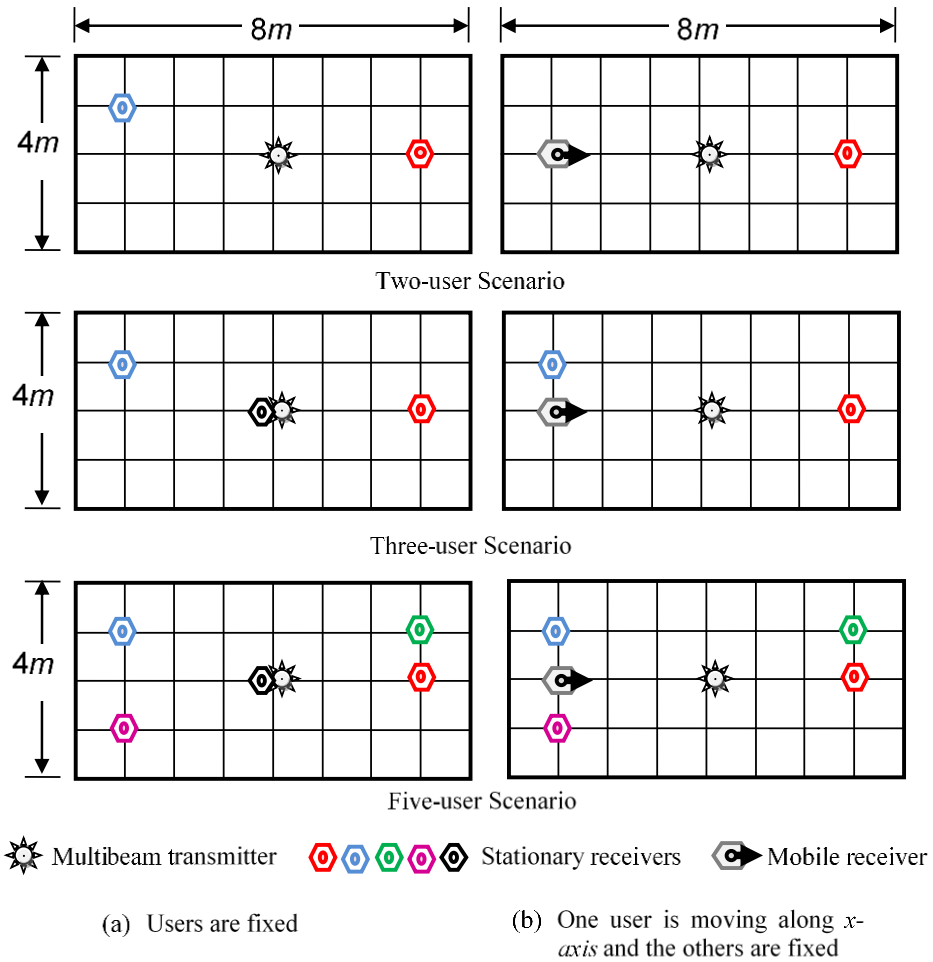 8m
8m
4m
Two-user Scenario
4m
Three-user Scenario
4m
Five-user Scenario
Multibeam transmitter
Stationary receivers
Mobile receiver
(a) Users are fixed
(b) One user is moving along x-
axis and the others are fixed